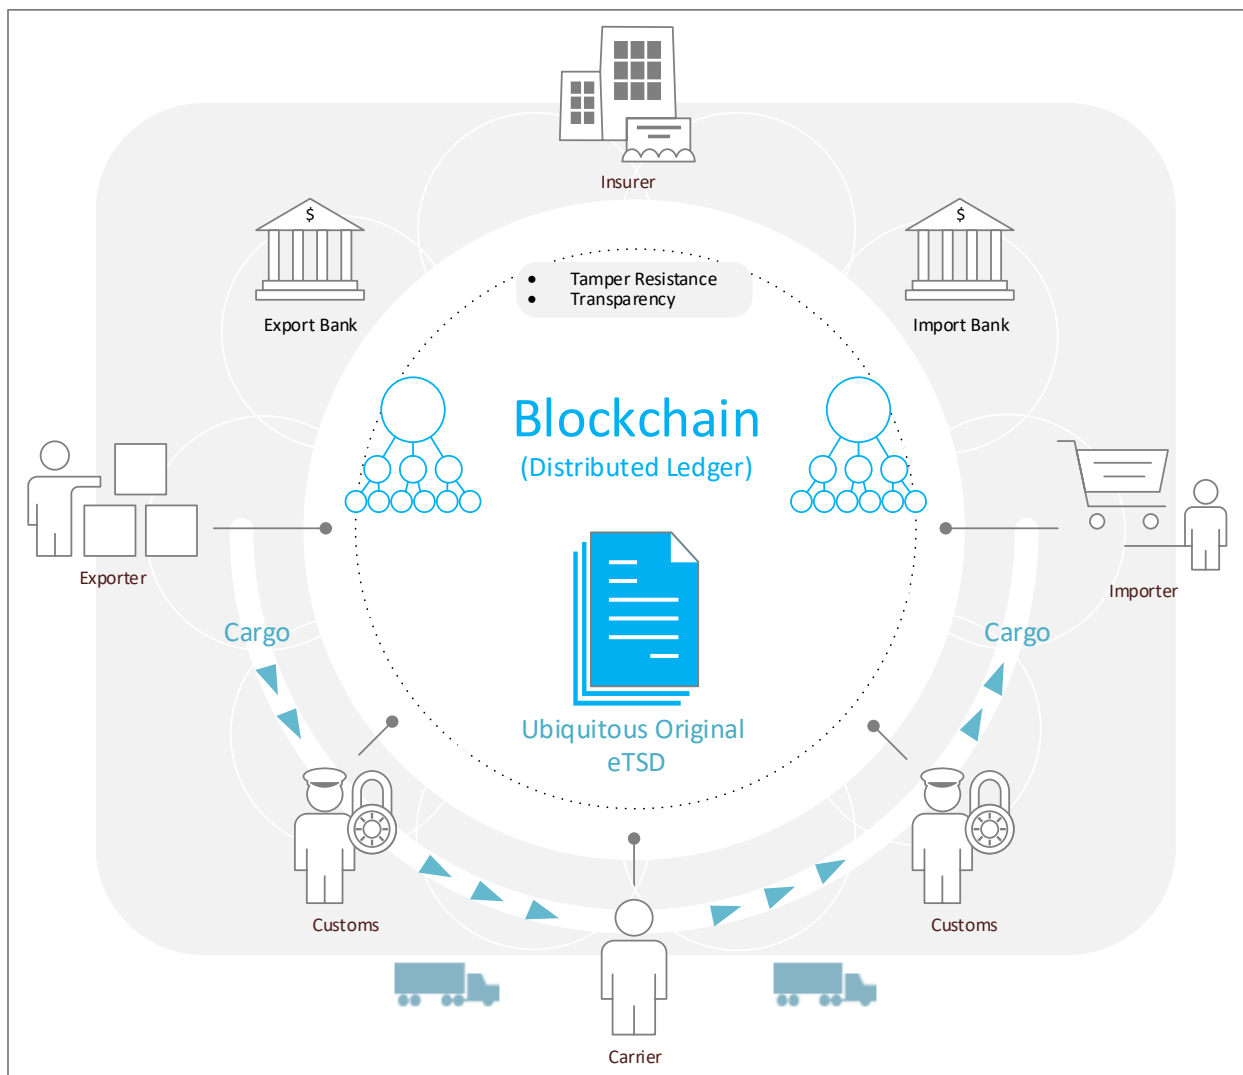 Insurer
$
$
Export Bank
Import Bank
• Tamper Resistance
• Transparency
Blockchain
(Distributed Ledger)
Exporter
Importer
Cargo
Cargo
Ubiquitous Original
eTSD
Customs
Customs
Carrier